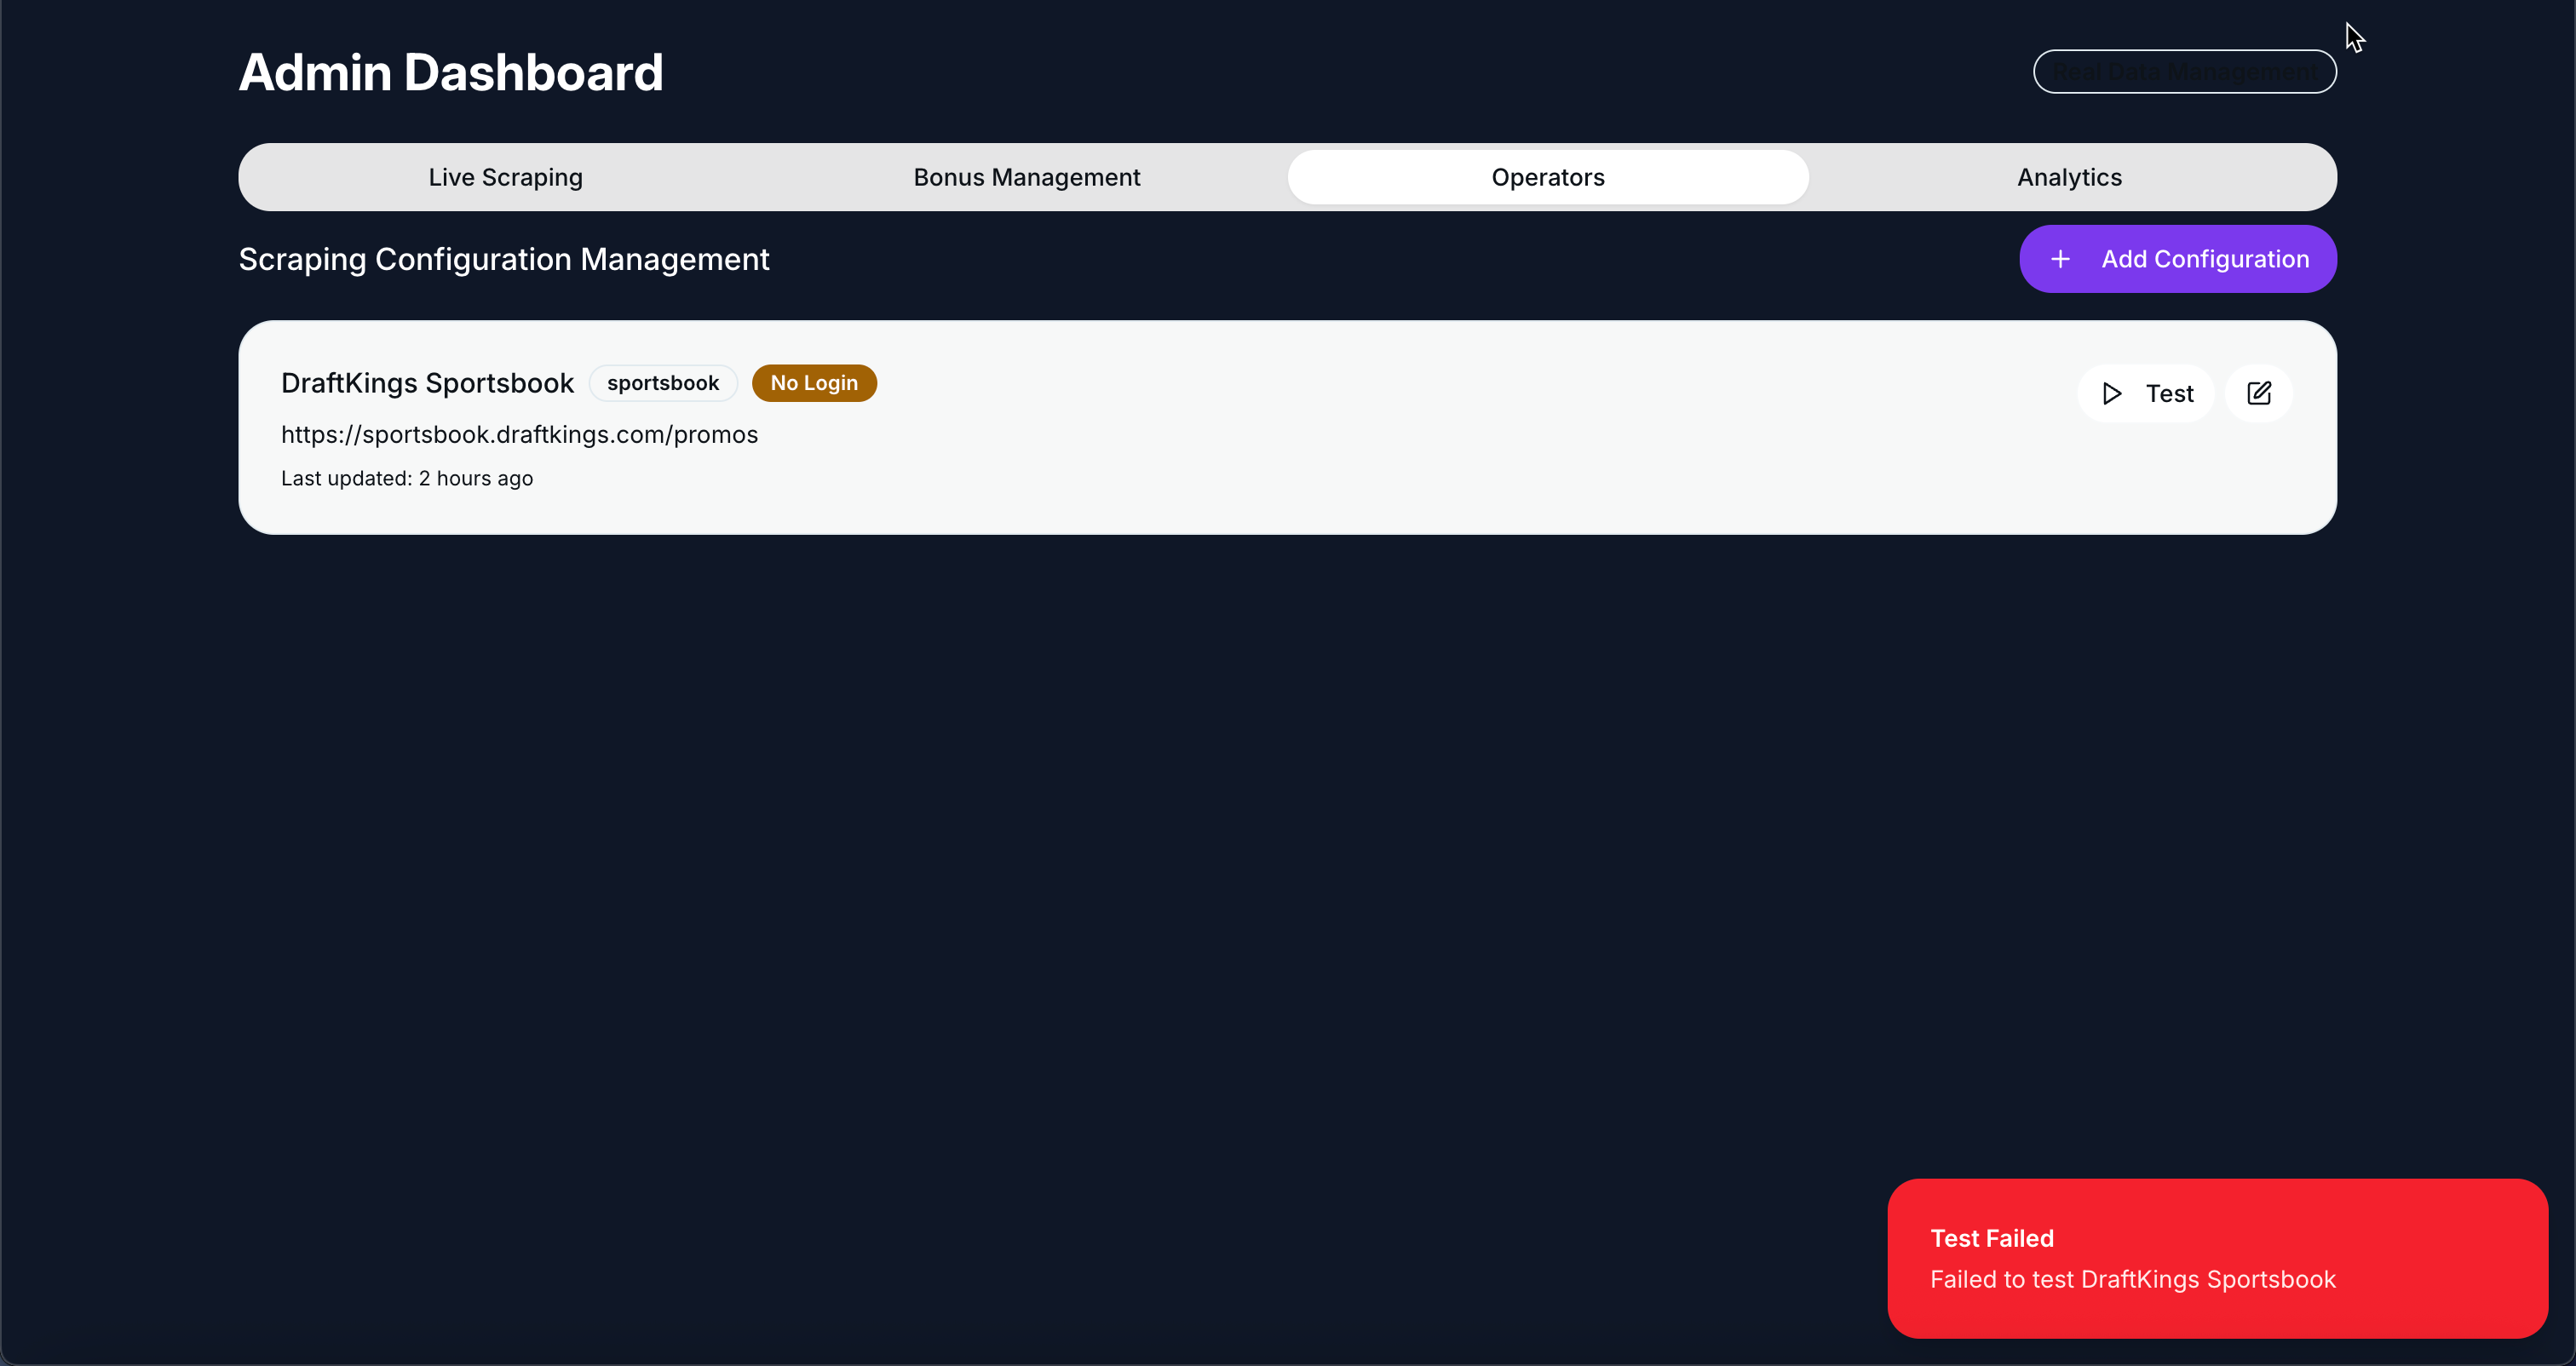 Admin Dashboard
Real Data Management
Live Scraping
Bonus Management
Operators
Analytics
Scraping Configuration Management
Add Configuration
DraftKings Sportsbook
sportsbook
No Login
Test
https://sportsbook.draftkings.com/promos
Last updated: 2 hours ago
Test Failed
Failed to test DraftKings Sportsbook